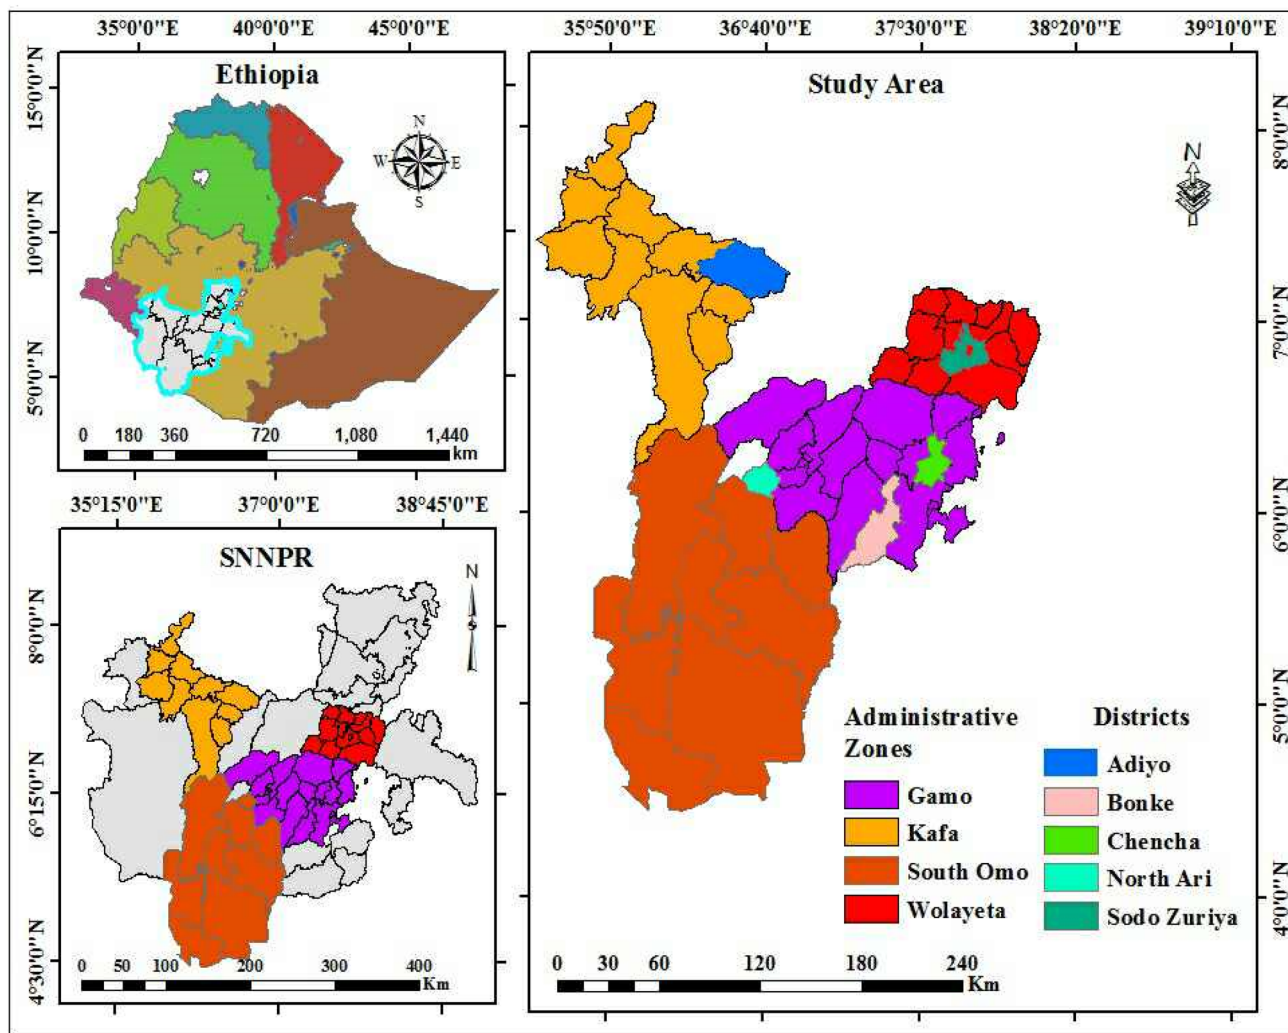 35°0'0"E 40°0'0"E 45°0'0"E
Ethiopia
N
W E
S
15°0'0"N
10°0'0"N
5°0'0"N
0 180 360 720 1,080 1,440
km
35°15'0"E 37°0'0"E 38°45'0"E
SNNPR
N
8°0'0"N
6°15'0"N
4°30'0"N
0 50 100 200 300 400
Km
35°50'0"E 36°40'0"E 37°30'0"E 38°20'0"E 39°10'0"E
Study Area
N
8°0'0"N
7°0'0"N
6°0'0"N
5°0'0"N
4°0'0"N
Administrative
Zones
Gamo
Kafa
South Omo
Wolayeta
Districts
Adiyo
Bonke
Chencha
North Ari
Sodo Zuriya
0 30 60 120 180 240
Km